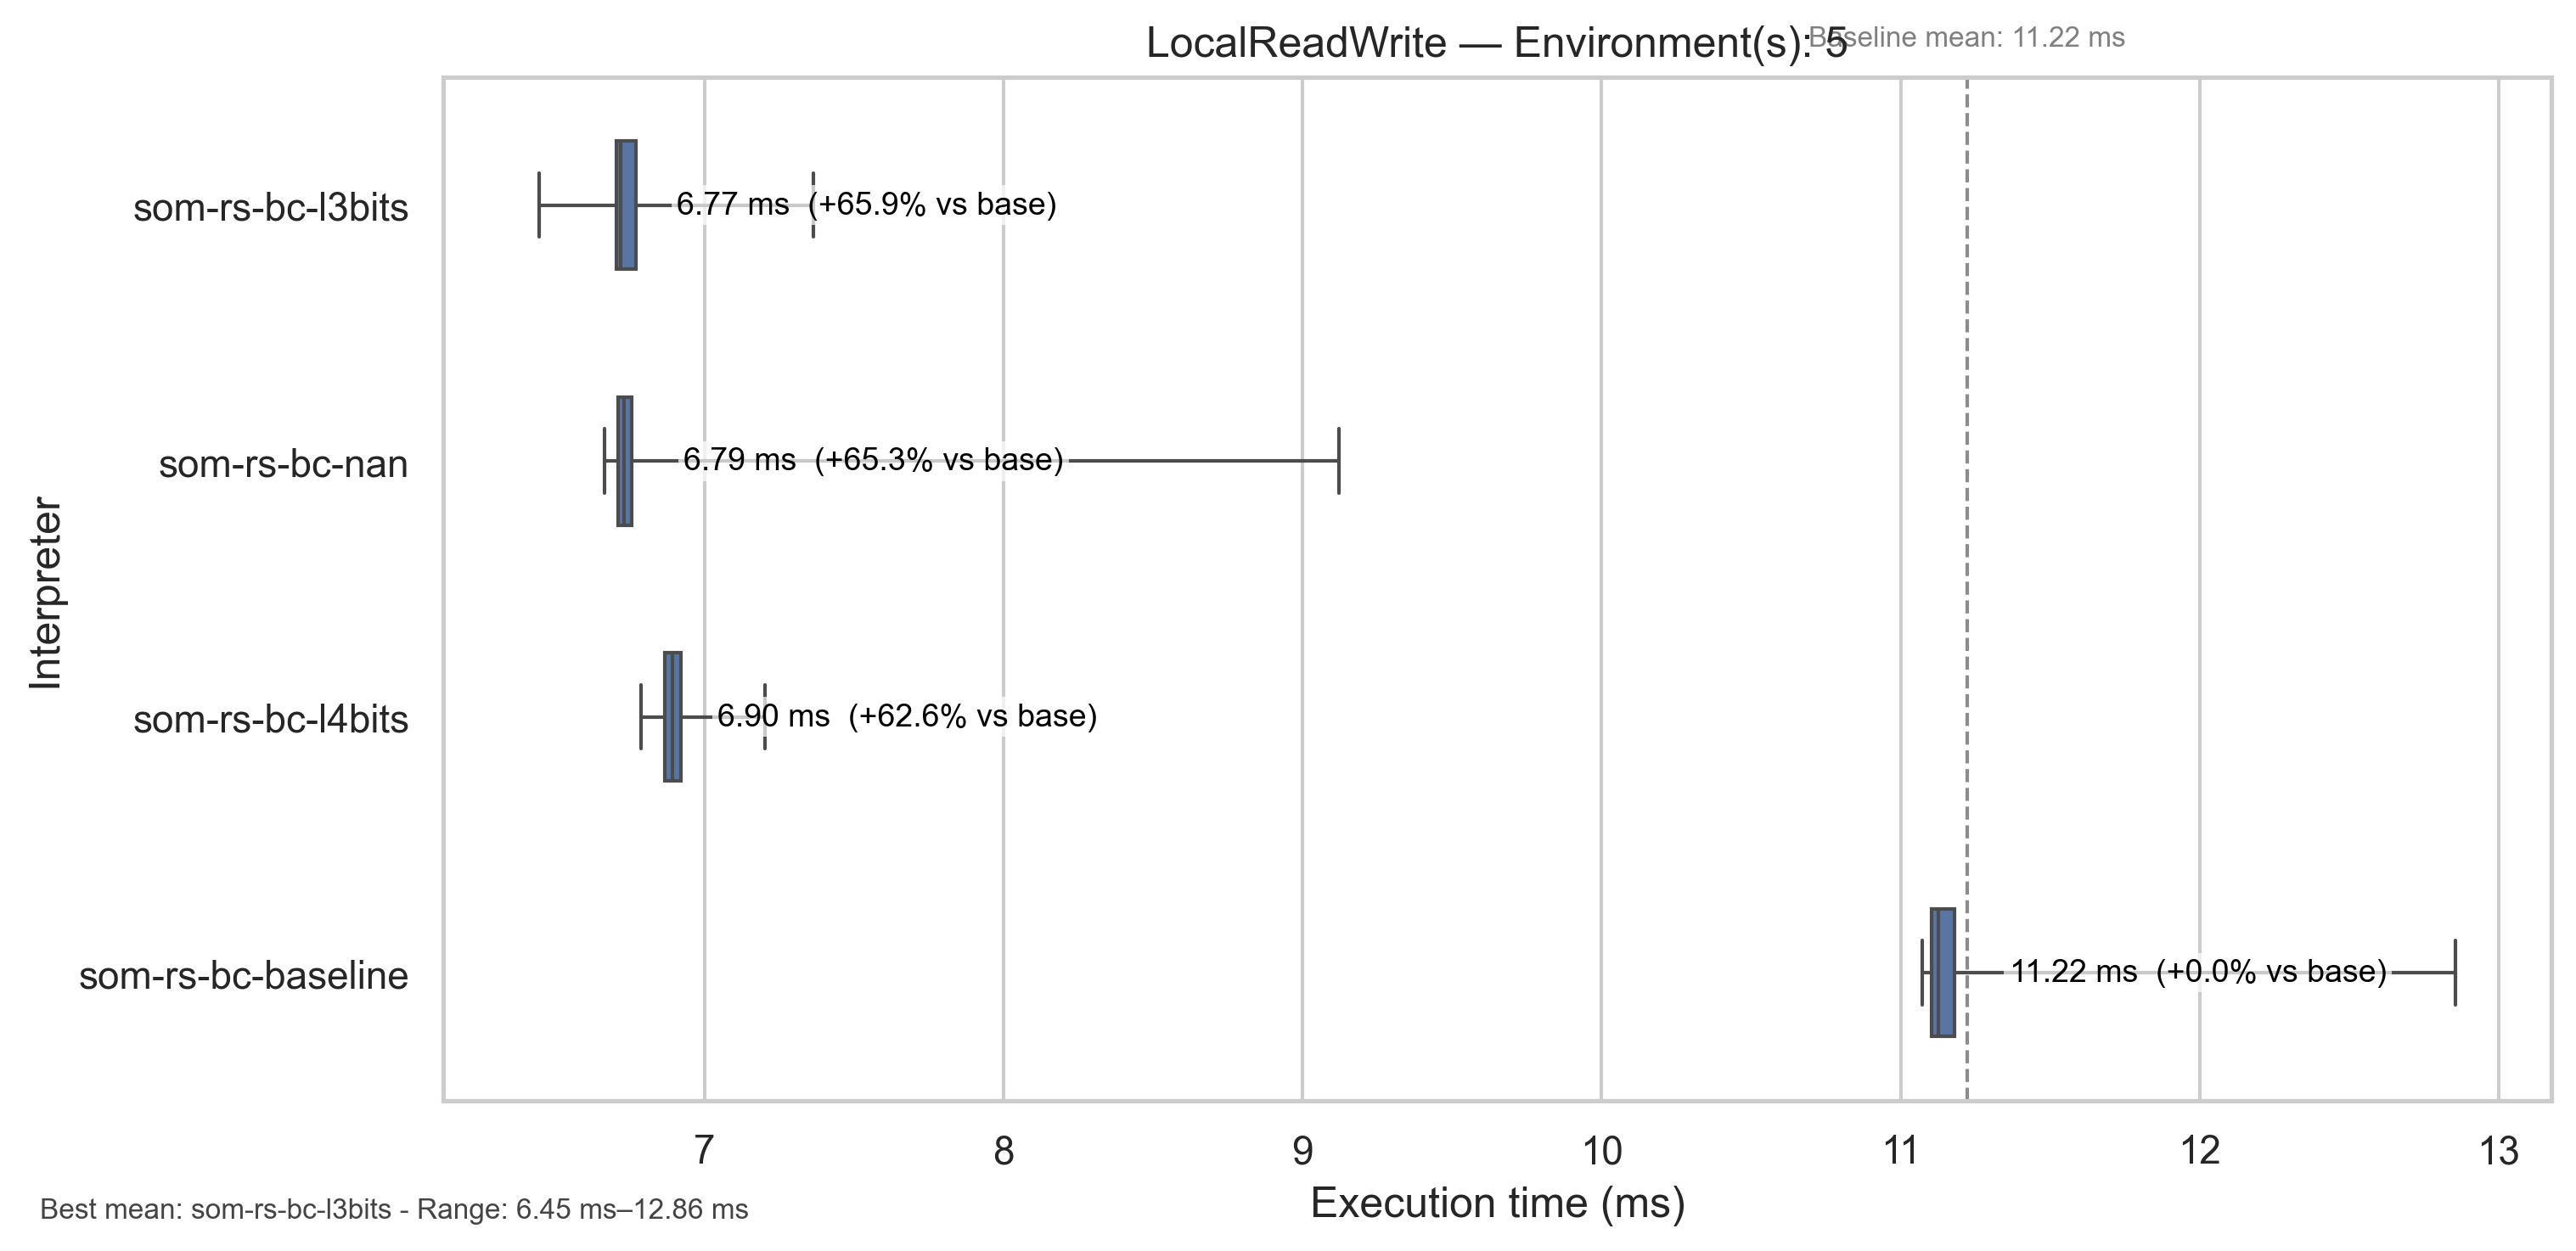 LocalReadWrite — Environment(s): 5
Baseline mean: 11.22 ms
som-rs-bc-l3bits
6.77 ms (+65.9% vs base)
som-rs-bc-nan
6.79 ms (+65.3% vs base)
Interpreter
som-rs-bc-l4bits
6.90 ms (+62.6% vs base)
som-rs-bc-baseline
11.22 ms (+0.0% vs base)
7 8 9 10 11 12 13
Execution time (ms)
Best mean: som-rs-bc-l3bits - Range: 6.45 ms–12.86 ms